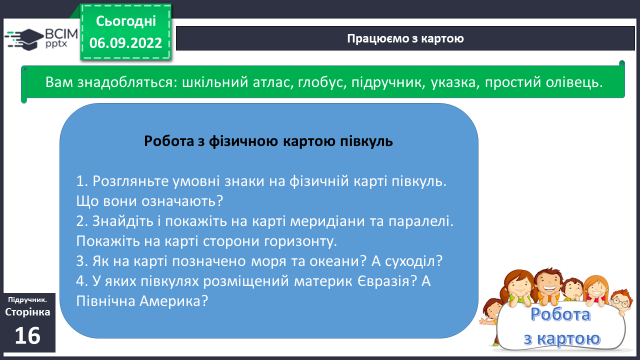 Сьогодні
06.09.2022
BCIM
pptx
Працюємо з картою
Вам знадобляться: шкільний атлас, глобус, підручник, указка, простий олівець.
Робота з фізичною картою півкуль
1. Розгляньте умовні знаки на фізичній карті півкуль.
Що вони означають?
2. Знайдіть і покажіть на карті меридіани та паралелі.
Покажіть на карті сторони горизонту.
3. Як на карті позначено моря та океани? А суходіл?
4. У яких півкулях розміщений материк Євразія? А
Північна Америка?
Підручник.
Сторінка
16
Робота
з картою